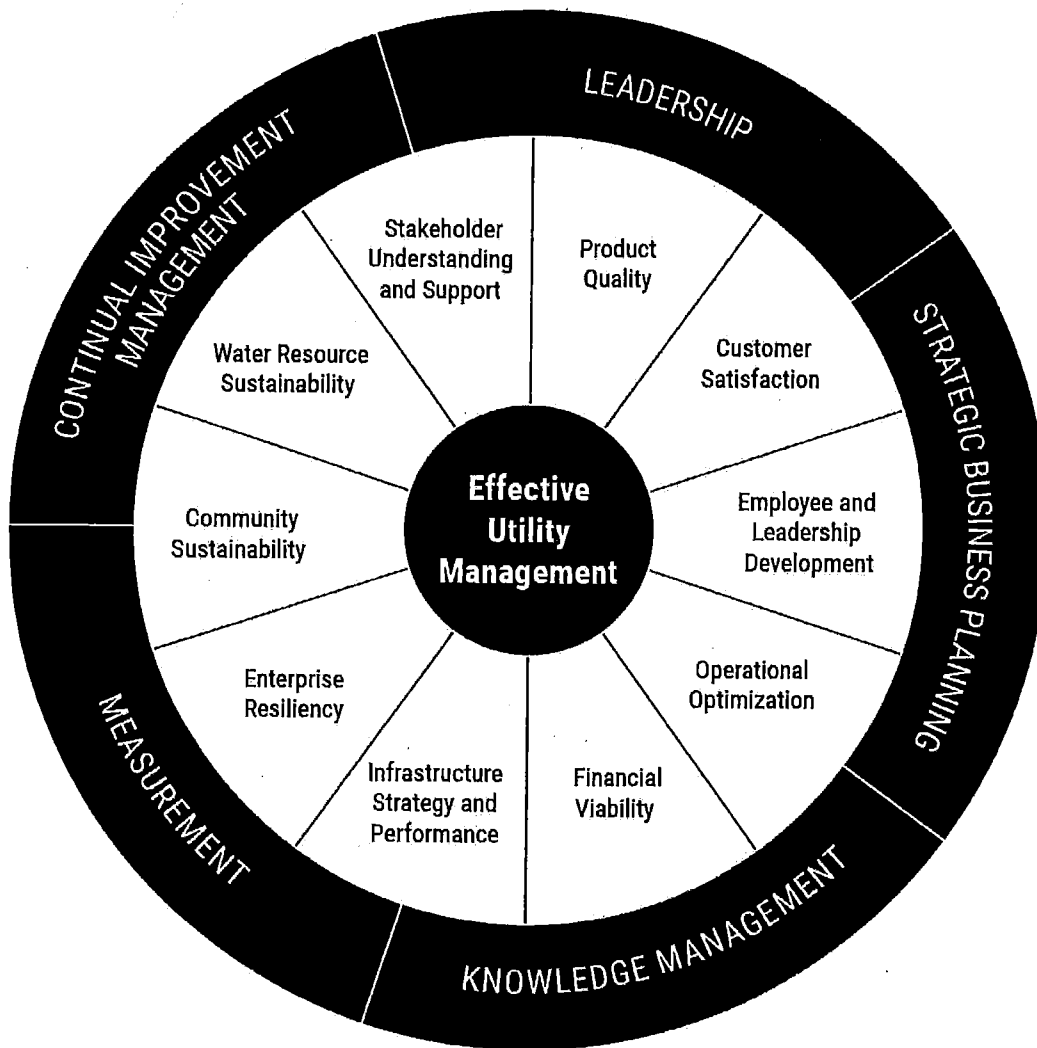 LEADERSHIP
STRATEGIC BUSINESS PLANNING
KNOWLEDGE MANAGEMENT
MEASUREMENT
CONTINUAL IMPROVEMENT
MANAGEMENT
Product
Quality
Customer
Satisfaction
Employee and
Leadership
Development
Operational
Optimization
Financial
Viability
Infrastructure
Strategy and
Performance
Enterprise
Resiliency
Community
Sustainability
Water Resource
Sustainability
Stakeholder
Understanding
and Support
Effective
Utility
Management